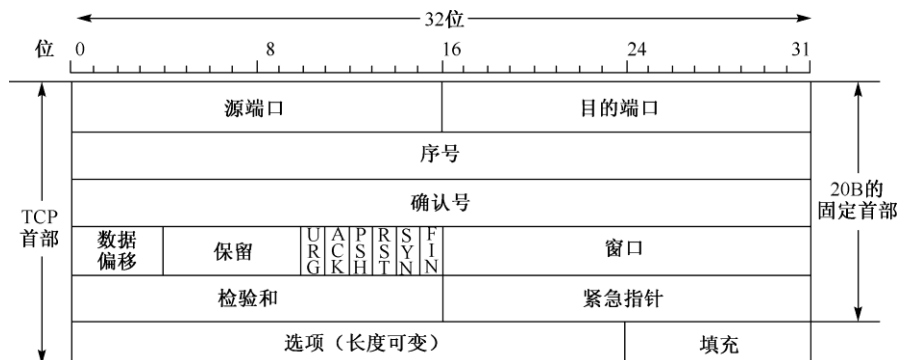 32位
位 0 8 16 24 31
源端口 目的端口
序号
确认号
TCP
首部
20B的
固定首部
数据
偏移
保留
URG
ACK
PSH
RST
SYN
FIN
窗口
检验和 紧急指针
选项（长度可变） 填充